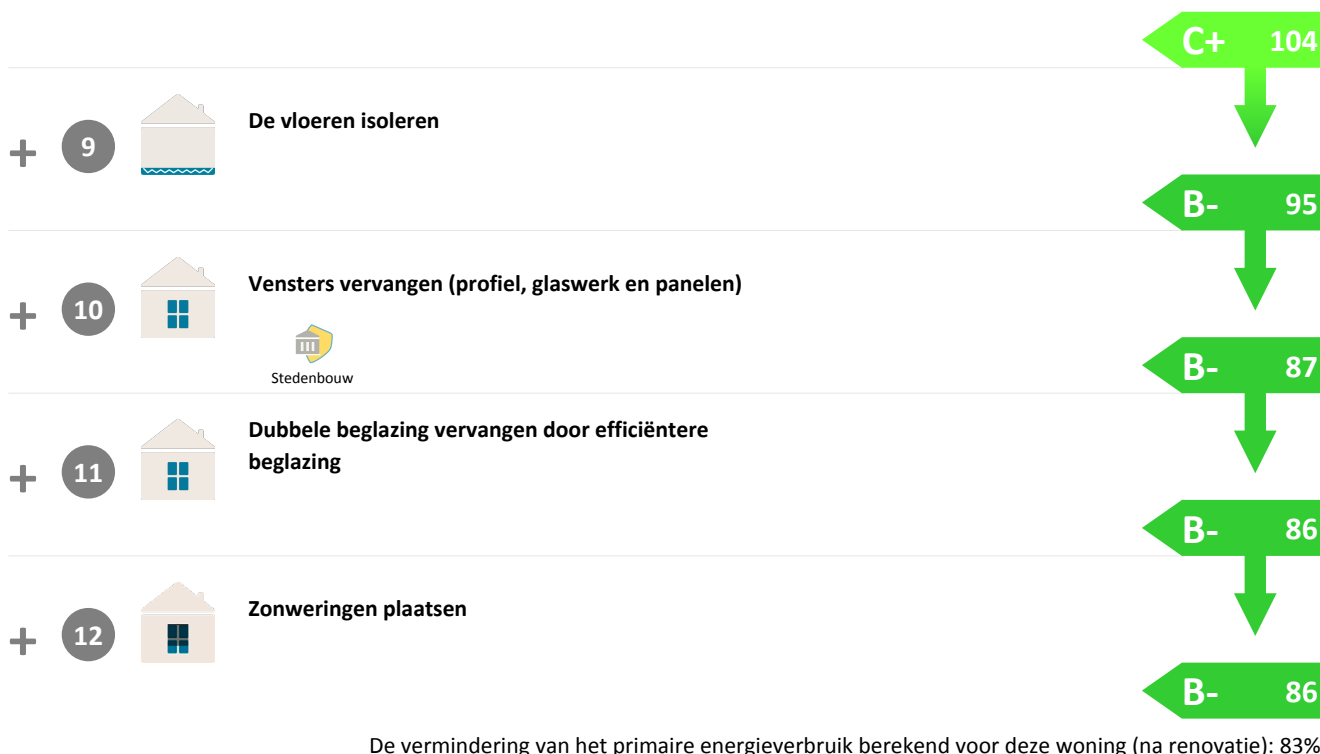 C+ 104
+ 9 De vloeren isoleren
B- 95
+ 10 Vensters vervangen (profiel, glaswerk en panelen)
Stedenbouw
B- 87
Dubbele beglazing vervangen door efficiëntere
+ 11 beglazing
B- 86
+ 12 Zonweringen plaatsen
B- 86
De vermindering van het primaire energieverbruik berekend voor deze woning (na renovatie): 83%